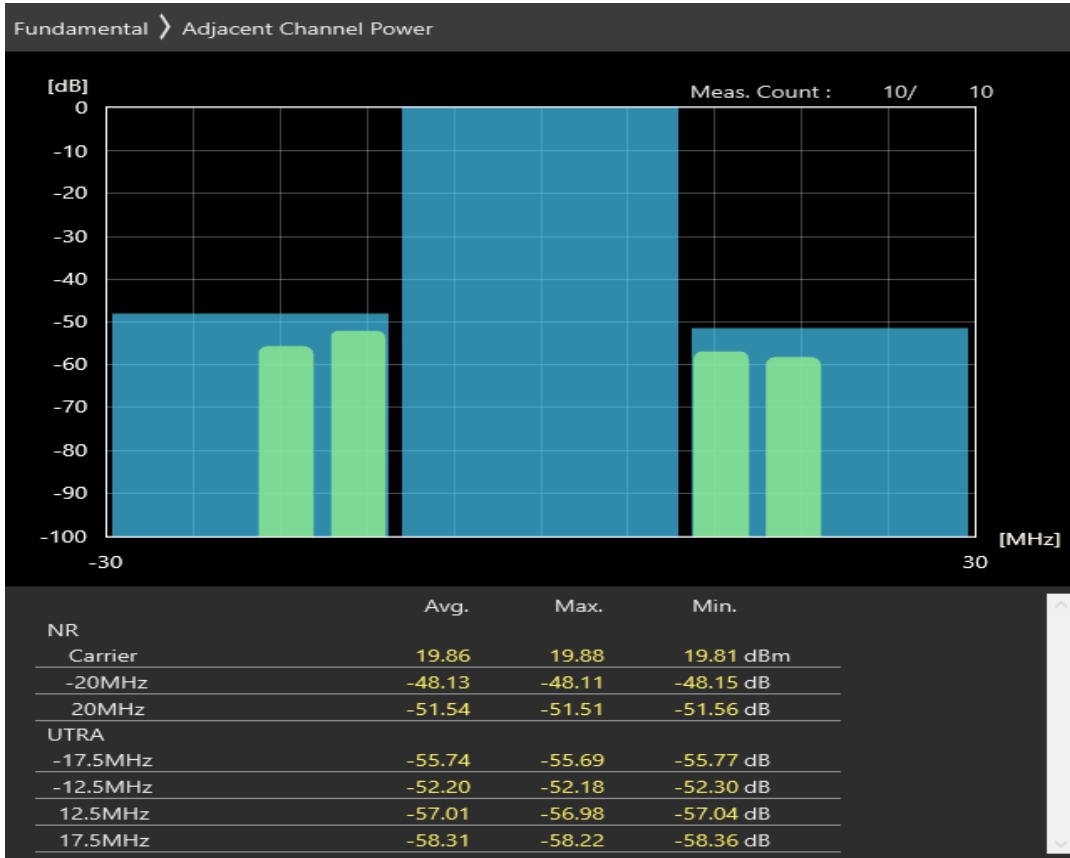 Fundamental ❯ Adjacent Channel Power
[dB]
Meas. Count : 10/ 10
0
-10
-20
-30
-40
-50
-60
-70
-80
-90
-100
[MHz]
-30 30
Avg. Max. Min.
NR
Carrier 19.86 19.88 19.81 dBm
-20MHz -48.13 -48.11 -48.15 dB
20MHz -51.54 -51.51 -51.56 dB
UTRA
-17.5MHz -55.74 -55.69 -55.77 dB
-12.5MHz -52.20 -52.18 -52.30 dB
12.5MHz -57.01 -56.98 -57.04 dB
17.5MHz -58.31 -58.22 -58.36 dB